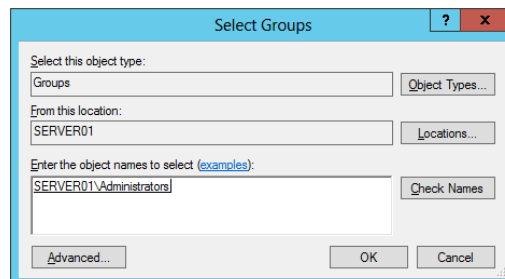 Select Groups
? x
Select this object type:
Groups
Object Types...
From this location:
SERVER01
Locations...
Enter the object names to select (examples):
SERVER01\Administrators
Check Names
Advanced...
OK
Cancel